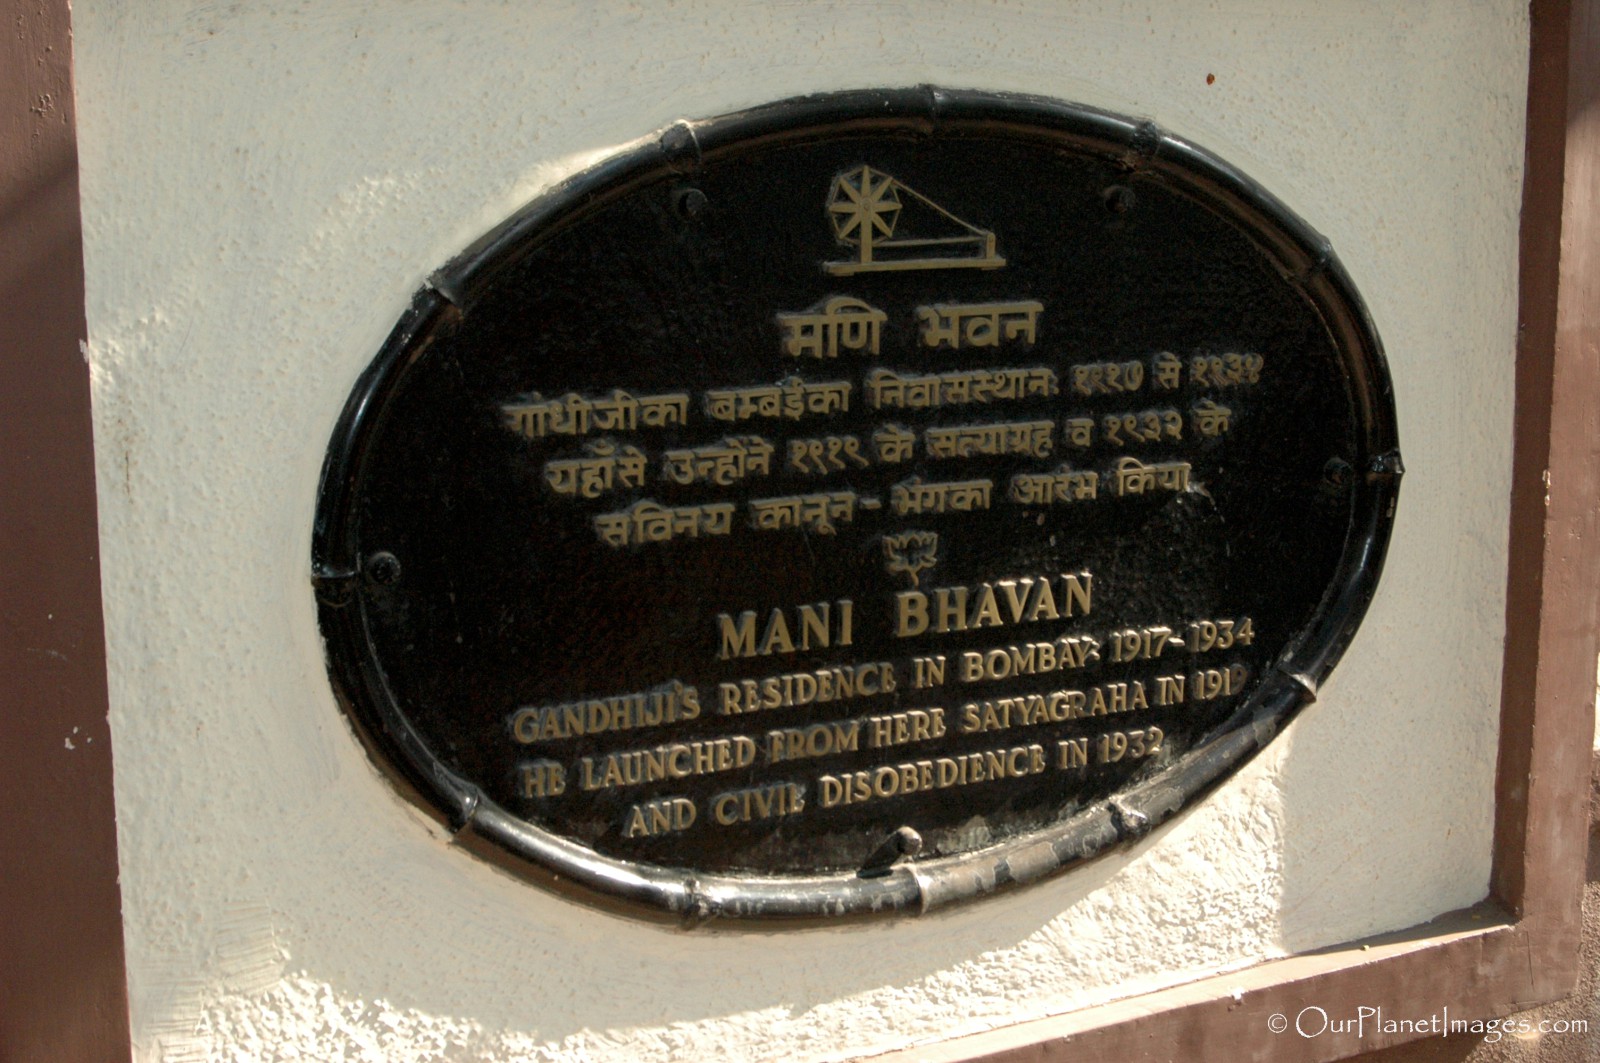 मणि भवन
गांधीजीका बम्बईका निवासस्थान: १९१७ से १९३४
यहाँसे उन्होंने १९१९ के सत्याग्रह व १९३२ के
सविनय कानून - भंगका आरंभ किया
MANI BHAVAN
GANDHIJI'S RESIDENCE IN BOMBAY: 1917-1934
HE LAUNCHED FROM HERE SATYAGRAHA IN 1919
AND CIVIL DISOBEDIENCE IN 1932
© OurPlanetImages.com